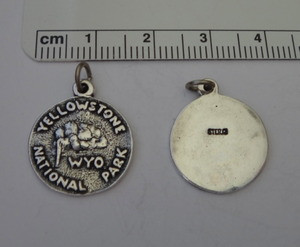 cm 1 2 3 4
YELLOWSTONE
WYO
NATIONAL PARK